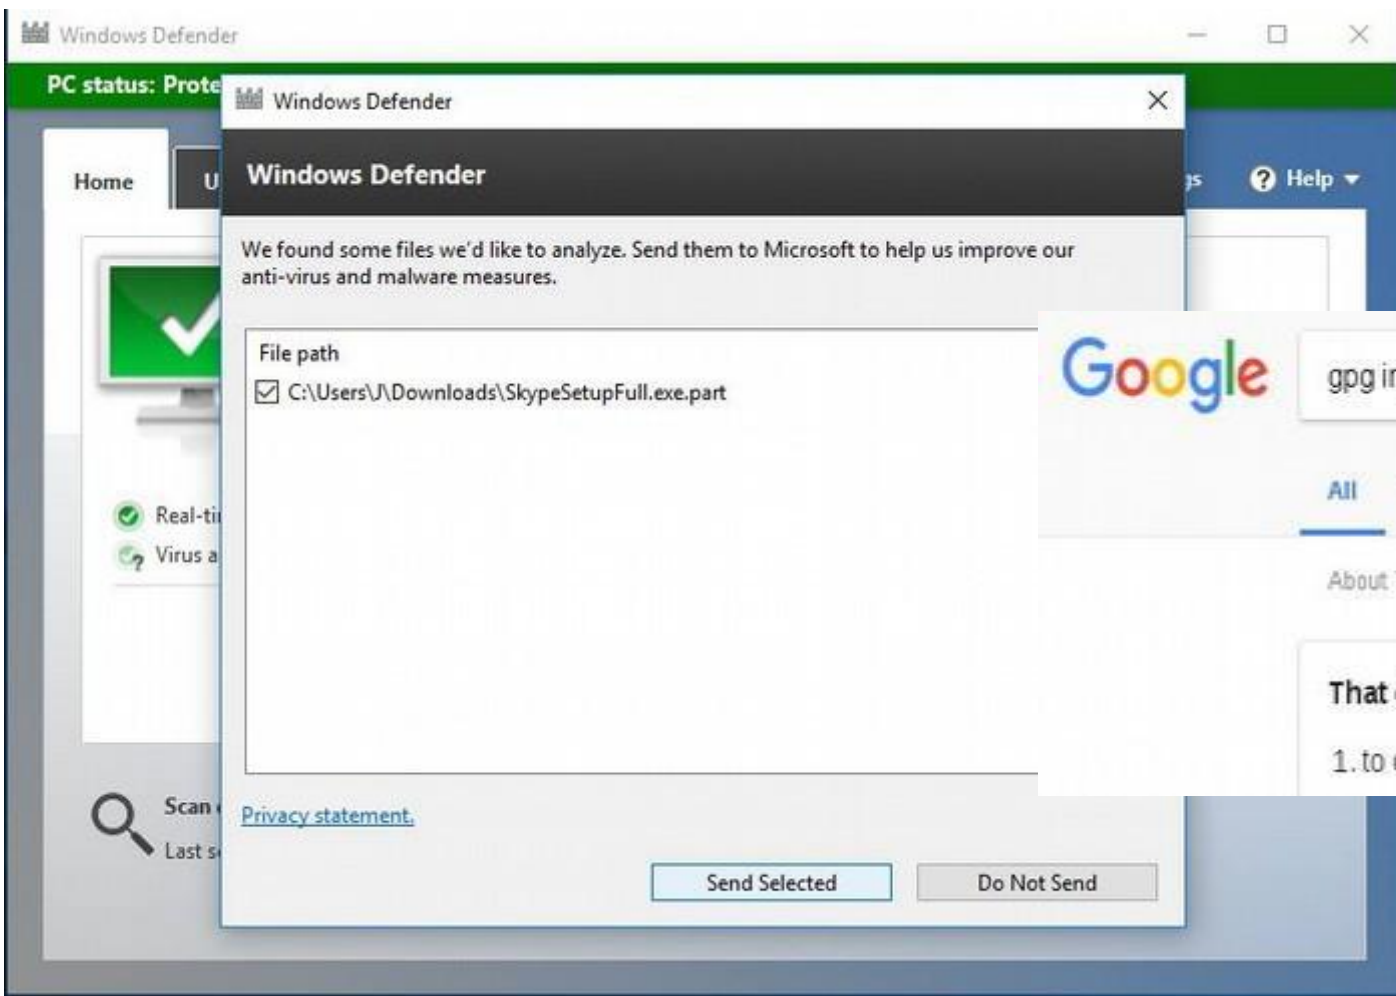 Windows Defender
PC status: Prote
Windows Defender
Home
U
Windows Defender
gs
Help
We found some files we'd like to analyze. Send them to Microsoft to help us improve our
anti-virus and malware measures.
File path
C:\Users\J\Downloads\SkypeSetupFull.exe.part
Google
gpg in
All
Real-ti
Virus a
About
That
1. to
Scan
Privacy statement.
Last s
Send Selected
Do Not Send